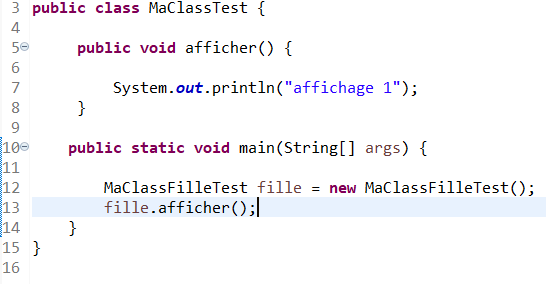 3 public class MaClassTest {
4
5 public void afficher() {
6
7 System.out.println("affichage 1");
8 }
9
10 public static void main(String[] args) {
11
12 MaClassFilleTest fille = new MaClassFilleTest();
13 fille.afficher();
14 }
15 }
16